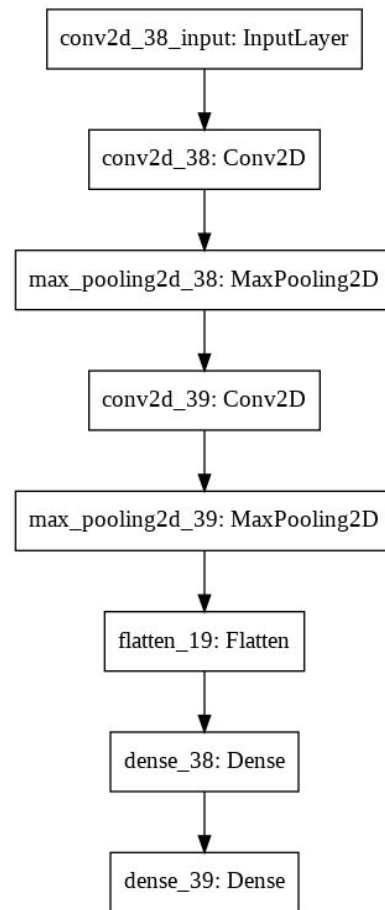 conv2d_38_input: InputLayer
conv2d_38: Conv2D
max_pooling2d_38: MaxPooling2D
conv2d_39: Conv2D
max_pooling2d_39: MaxPooling2D
flatten_19: Flatten
dense_38: Dense
dense_39: Dense